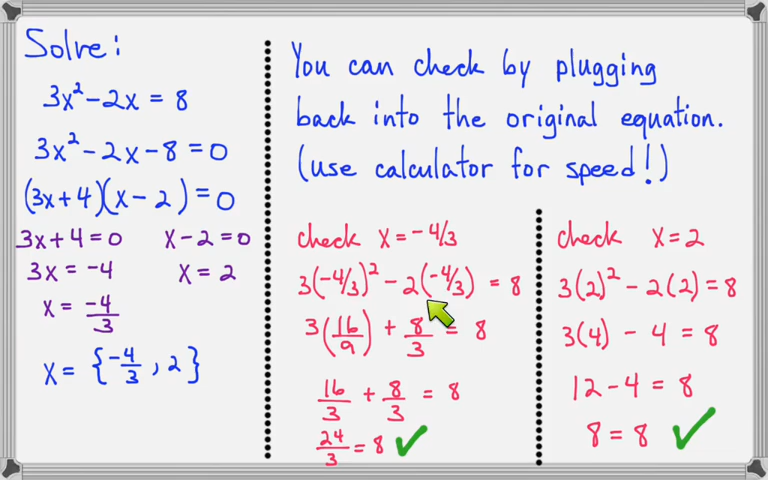 Solve:
3x² - 2x = 8
3x² - 2x - 8 = 0
(3x + 4)(x - 2) = 0
3x + 4 = 0 x - 2 = 0
3x = -4 x = 2
x = -4/3
x = {-4/3, 2}
You can check by plugging
back into the original equation.
(use calculator for speed!)
check x = -4/3
3(-4/3)² - 2(-4/3) = 8
3(16/9) + 8/3 = 8
16/3 + 8/3 = 8
24/3 = 8 ✓
check x = 2
3(2)² - 2(2) = 8
3(4) - 4 = 8
12 - 4 = 8
8 = 8 ✓